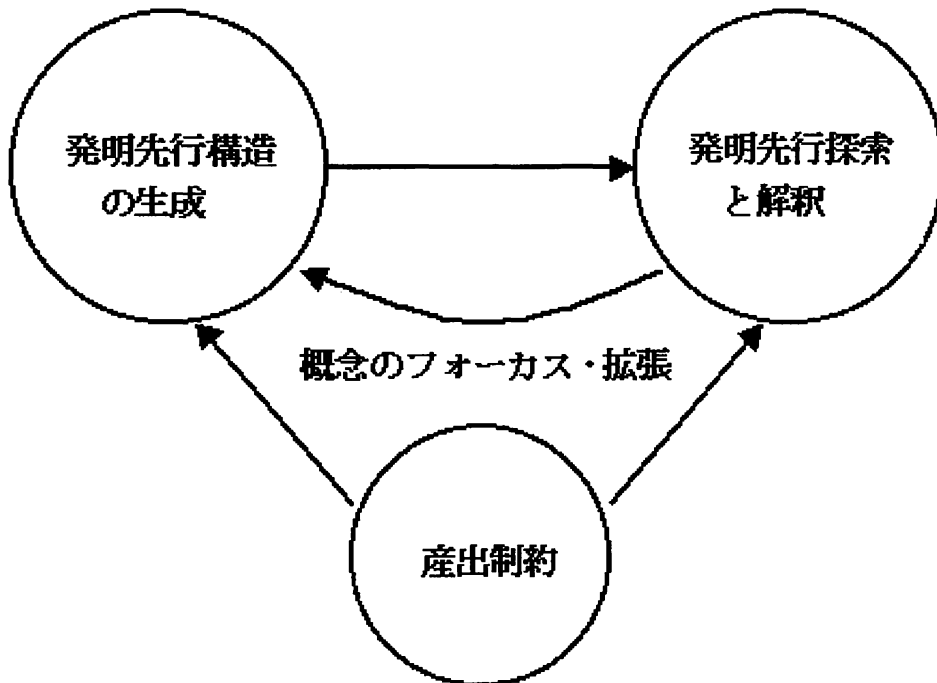 発明先行構造
の生成
発明先行探索
と解釈
概念のフォーカス・拡張
産出制約